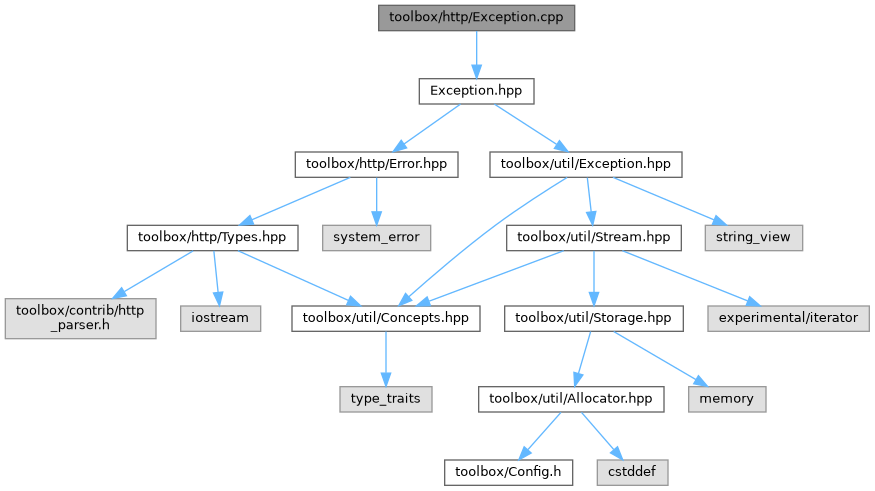 toolbox/http/Exception.cpp
Exception.hpp
toolbox/http/Error.hpp
toolbox/util/Exception.hpp
toolbox/http/Types.hpp
system_error
toolbox/util/Stream.hpp
string_view
toolbox/contrib/http
_parser.h
iostream
toolbox/util/Concepts.hpp
toolbox/util/Storage.hpp
experimental/iterator
type_traits
toolbox/util/Allocator.hpp
memory
toolbox/Config.h
cstddef